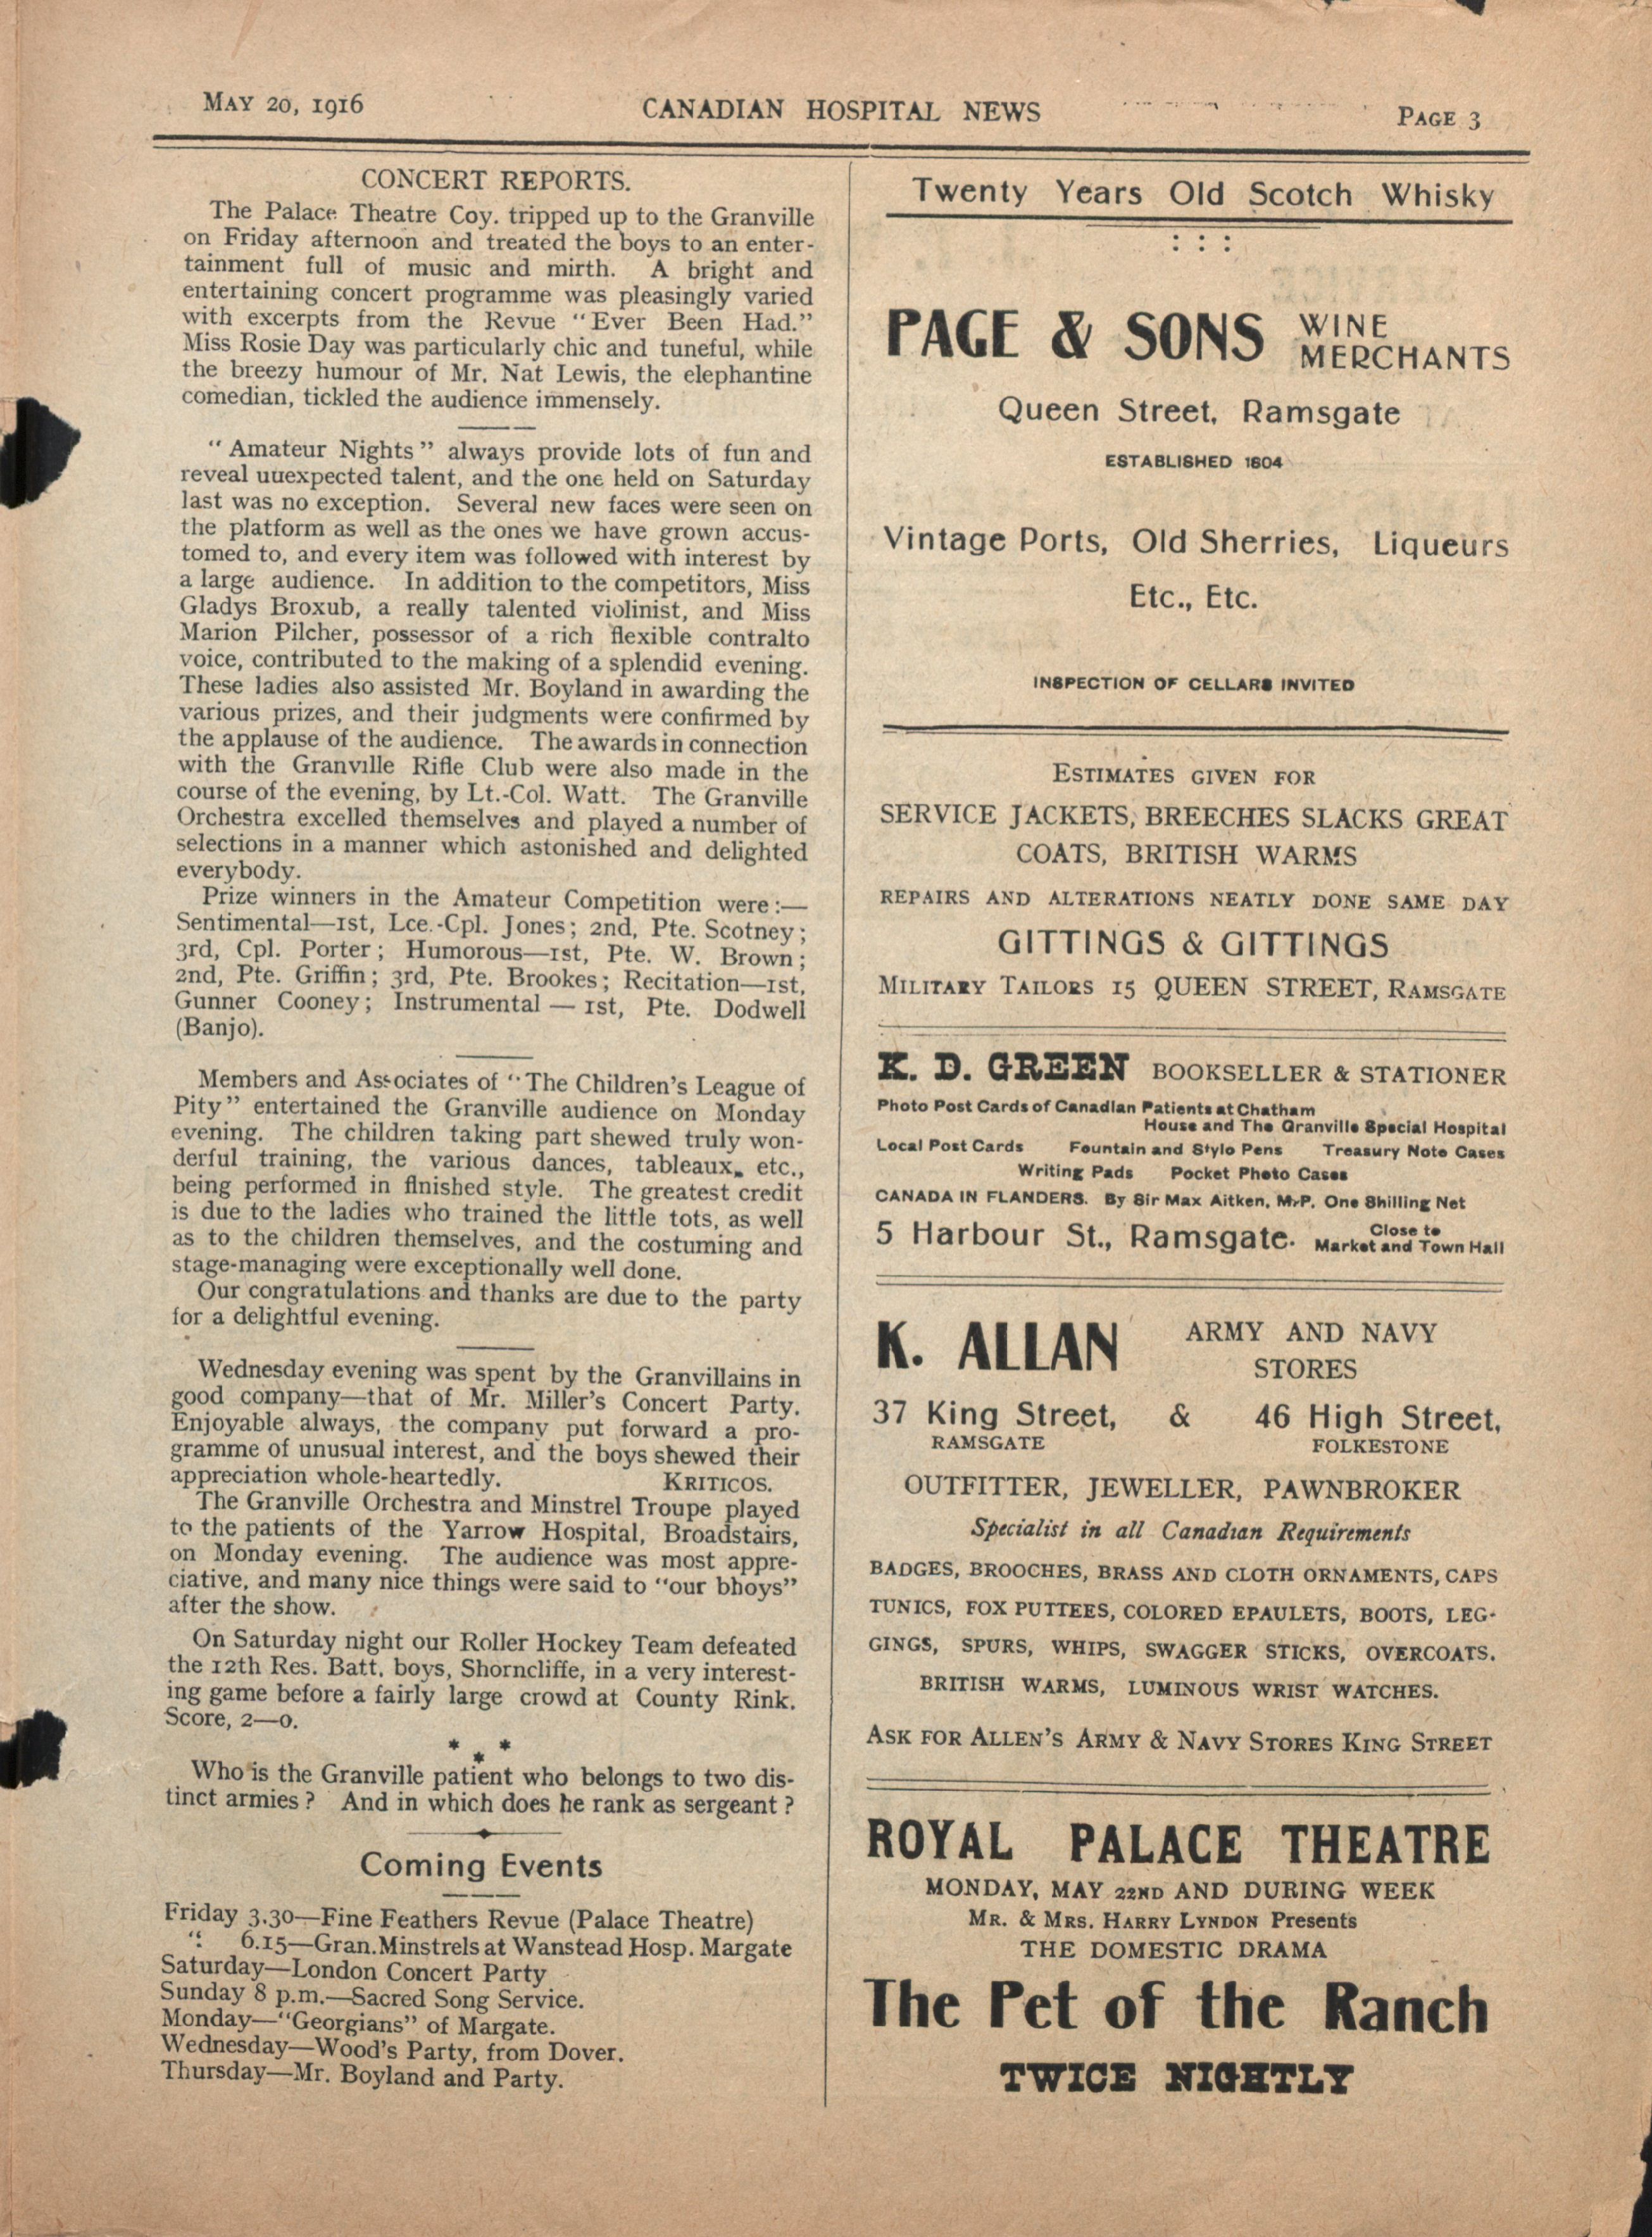 MAY 20, 1916
CANADIAN HOSPITAL NEWS
PAGE 3
CONCERT REPORTS.
The Palace Theatre Coy. tripped up to the Granville
on Friday afternoon and treated the boys to an enter-
tainment full of music and mirth. A bright and
entertaining concert programme was pleasingly varied
with excerpts from the Revue "Ever Been Had."
Miss Rosie Day was particularly chic and tuneful, while
the breezy humour of Mr. Nat Lewis, the elephantine
comedian, tickled the audience immensely.
"Amateur Nights" always provide lots of fun and
reveal uuexpected talent, and the one held on Saturday
last was no exception. Several new faces were seen on
the platform as well as the ones we have grown accus-
tomed to, and every item was followed with interest by
a large audience. In addition to the competitors, Miss
Gladys Broxub, a really talented violinist, and Miss
Marion Pilcher, possessor of a rich flexible contralto
voice, contributed to the making of a splendid evening.
These ladies also assisted Mr. Boyland in awarding the
various prizes, and their judgments were confirmed by
the applause of the audience. The awards in connection
with the Granville Rifle Club were also made in the
course of the evening, by Lt.-Col. Watt. The Granville
Orchestra excelled themselves and played a number of
selections in a manner which astonished and delighted
everybody.
Prize winners in the Amateur Competition were :—
Sentimental—1st, Lce.-Cpl. Jones; 2nd, Pte. Scotney;
3rd, Cpl. Porter; Humorous—1st, Pte. W. Brown;
2nd, Pte. Griffin; 3rd, Pte. Brookes; Recitation—1st,
Gunner Cooney; Instrumental — 1st, Pte. Dodwell
(Banjo).
Members and Associates of "The Children's League of
Pity" entertained the Granville audience on Monday
evening. The children taking part shewed truly won-
derful training, the various dances, tableaux, etc.,
being performed in finished style. The greatest credit
is due to the ladies who trained the little tots, as well
as to the children themselves, and the costuming and
stage-managing were exceptionally well done.
Our congratulations and thanks are due to the party
for a delightful evening.
Wednesday evening was spent by the Granvillains in
good company—that of Mr. Miller's Concert Party.
Enjoyable always, the company put forward a pro-
gramme of unusual interest, and the boys shewed their
appreciation whole-heartedly. KRITICOS.
The Granville Orchestra and Minstrel Troupe played
to the patients of the Yarrow Hospital, Broadstairs,
on Monday evening. The audience was most appre-
ciative, and many nice things were said to "our bhoys"
after the show.
On Saturday night our Roller Hockey Team defeated
the 12th Res. Batt. boys, Shorncliffe, in a very interest-
ing game before a fairly large crowd at County Rink.
Score, 2—0.
* * *
Who is the Granville patient who belongs to two dis-
tinct armies? And in which does he rank as sergeant?
Coming Events
Friday 3.30—Fine Feathers Revue (Palace Theatre)
" 6.15—Gran.Minstrels at Wanstead Hosp. Margate
Saturday—London Concert Party
Sunday 8 p.m.—Sacred Song Service.
Monday—"Georgians" of Margate.
Wednesday—Wood's Party, from Dover.
Thursday—Mr. Boyland and Party.
Twenty Years Old Scotch Whisky
: : :
PAGE & SONS WINE
MERCHANTS
Queen Street, Ramsgate
ESTABLISHED 1804
Vintage Ports, Old Sherries, Liqueurs
Etc., Etc.
INSPECTION OF CELLARS INVITED
ESTIMATES GIVEN FOR
SERVICE JACKETS, BREECHES SLACKS GREAT
COATS, BRITISH WARMS
REPAIRS AND ALTERATIONS NEATLY DONE SAME DAY
GITTINGS & GITTINGS
MILITARY TAILORS 15 QUEEN STREET, RAMSGATE
K. D. GREEN BOOKSELLER & STATIONER
Photo Post Cards of Canadian Patients at Chatham
House and The Granville Special Hospital
Local Post Cards Fountain and Stylo Pens Treasury Note Cases
Writing Pads Pocket Photo Cases
CANADA IN FLANDERS. By Sir Max Aitken, M.P. One Shilling Net
5 Harbour St., Ramsgate. Close to
Market and Town Hall
K. ALLAN ARMY AND NAVY
STORES
37 King Street, & 46 High Street,
RAMSGATE FOLKESTONE
OUTFITTER, JEWELLER, PAWNBROKER
Specialist in all Canadian Requirements
BADGES, BROOCHES, BRASS AND CLOTH ORNAMENTS, CAPS
TUNICS, FOX PUTTEES, COLORED EPAULETS, BOOTS, LEG-
GINGS, SPURS, WHIPS, SWAGGER STICKS, OVERCOATS.
BRITISH WARMS, LUMINOUS WRIST WATCHES.
ASK FOR ALLEN'S ARMY & NAVY STORES KING STREET
ROYAL PALACE THEATRE
MONDAY, MAY 22ND AND DURING WEEK
MR. & MRS. HARRY LYNDON Presents
THE DOMESTIC DRAMA
The Pet of the Ranch
TWICE NIGHTLY